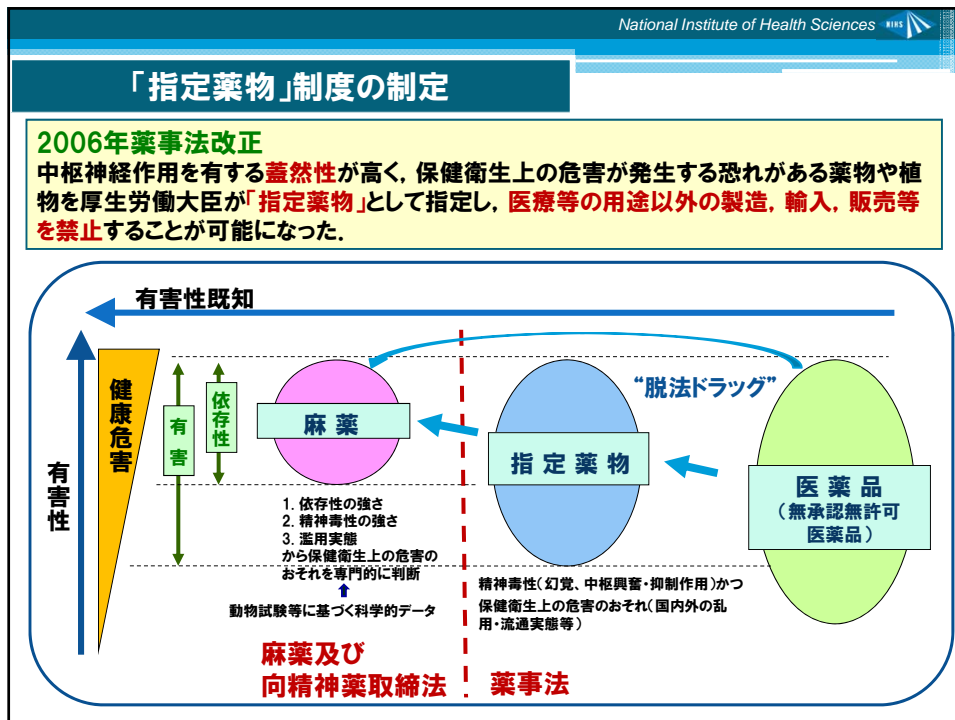 National Institute of Health Sciences
NIHS
「指定薬物」制度の制定
2006年薬事法改正
中枢神経作用を有する蓋然性が高く，保健衛生上の危害が発生する恐れがある薬物や植
物を厚生労働大臣が「指定薬物」として指定し，医療等の用途以外の製造，輸入，販売等
を禁止することが可能になった．
有害性既知
有害性
健康危害
有害
依存性
麻薬
指定薬物
“脱法ドラッグ”
医薬品
（無承認無許可
医薬品）
1. 依存性の強さ
2. 精神毒性の強さ
3. 濫用実態
から保健衛生上の危害の
おそれを専門的に判断
動物試験等に基づく科学的データ
精神毒性（幻覚、中枢興奮・抑制作用）かつ
保健衛生上の危害のおそれ（国内外の乱
用・流通実態等）
麻薬及び
向精神薬取締法
薬事法